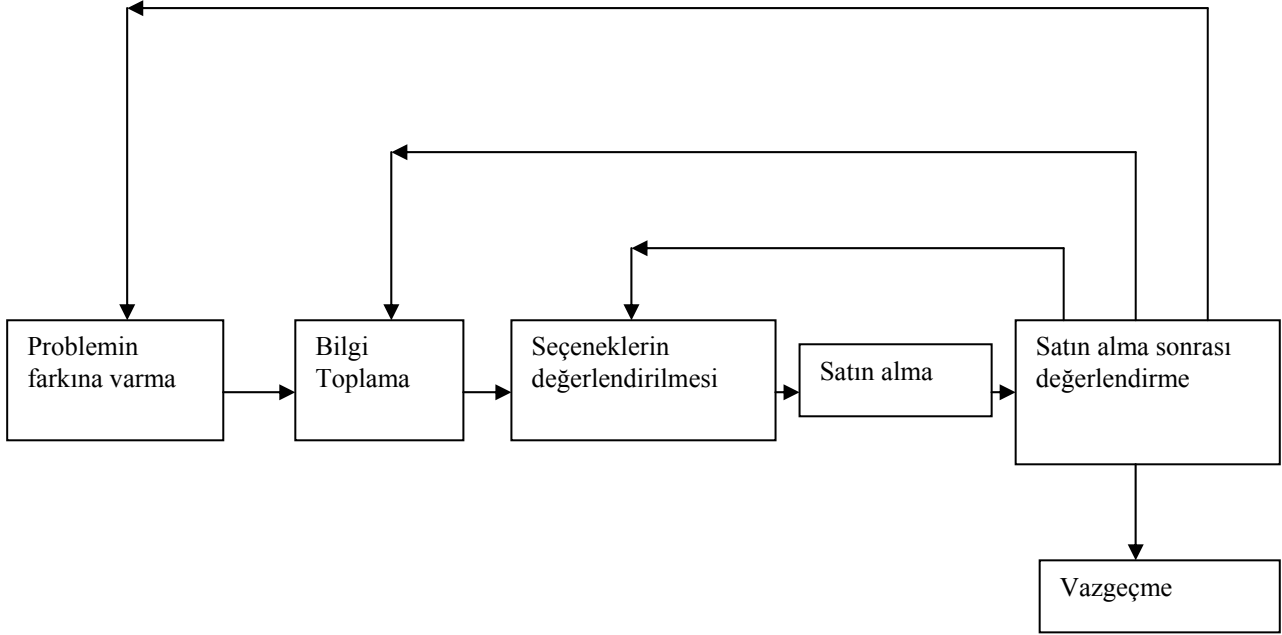 Problemin
farkına varma
Bilgi
Toplama
Seçeneklerin
değerlendirilmesi
Satın alma
Satın alma sonrası
değerlendirme
Vazgeçme